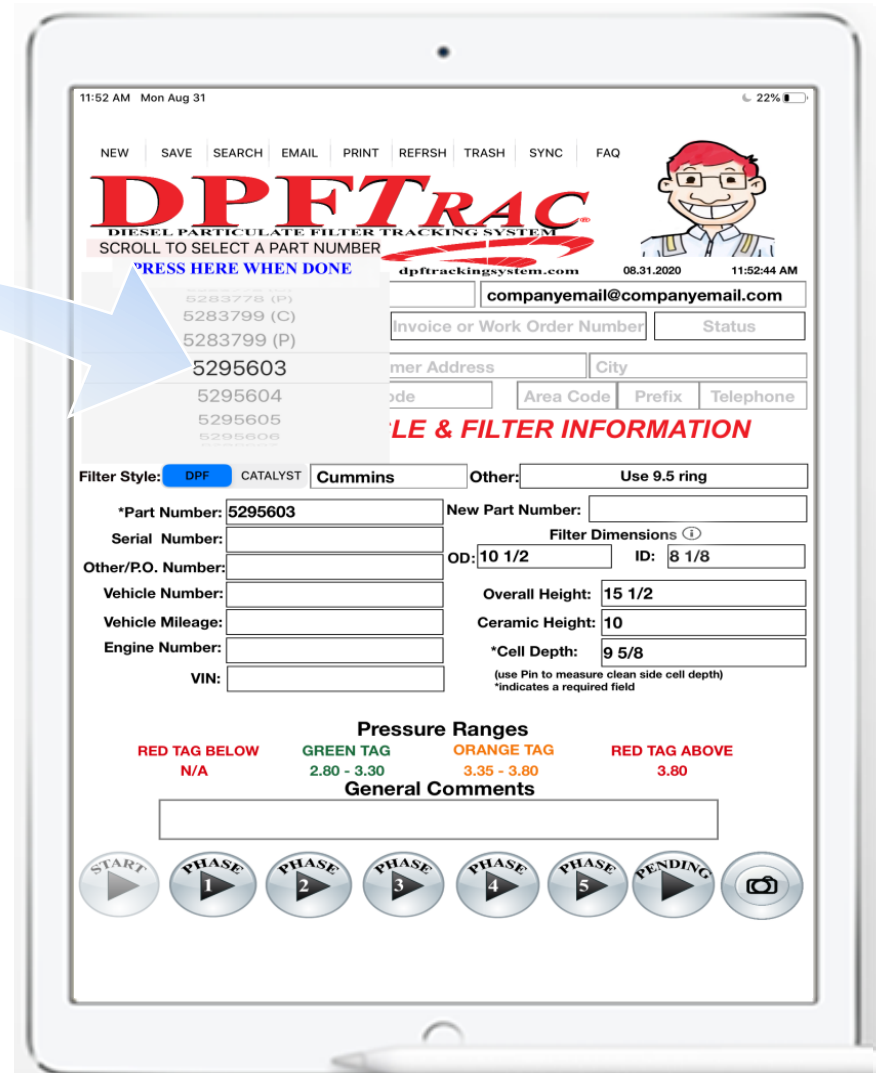 11:52 AM Mon Aug 31 22%
NEW SAVE SEARCH EMAIL PRINT REFRSH TRASH SYNC FAQ
DPFTRAC
DIESEL PARTICULATE FILTER TRACKING SYSTEM
SCROLL TO SELECT A PART NUMBER
PRESS HERE WHEN DONE dpftrackingsystem.com 08.31.2020 11:52:44 AM
5283778 (P) companyemail@companyemail.com
5283799 (C) Invoice or Work Order Number Status
5283799 (P)
5295603 mer Address City
5295604 ode Area Code Prefix Telephone
5295605 LE & FILTER INFORMATION
5295606
Filter Style: DPF CATALYST Cummins Other: Use 9.5 ring
*Part Number: 5295603 New Part Number:
Serial Number: Filter Dimensions
OD: 10 1/2 ID: 8 1/8
Other/P.O. Number:
Vehicle Number: Overall Height: 15 1/2
Vehicle Mileage: Ceramic Height: 10
Engine Number: *Cell Depth: 9 5/8
VIN: (use Pin to measure clean side cell depth)
*indicates a required field
Pressure Ranges
RED TAG BELOW GREEN TAG ORANGE TAG RED TAG ABOVE
N/A 2.80 - 3.30 3.35 - 3.80 3.80
General Comments
START PHASE 1 PHASE 2 PHASE 3 PHASE 4 PHASE 5 PENDING